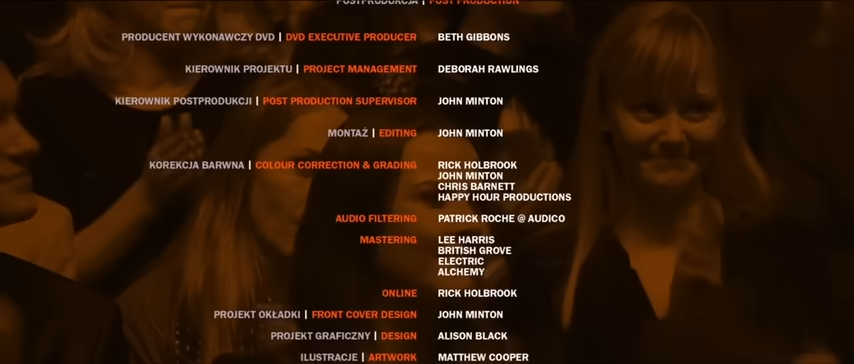 POSTPRODUKCJA | POST PRODUCTION
PRODUCENT WYKONAWCZY DVD | DVD EXECUTIVE PRODUCER BETH GIBBONS
KIEROWNIK PROJEKTU | PROJECT MANAGEMENT DEBORAH RAWLINGS
KIEROWNIK POSTPRODUKCJI | POST PRODUCTION SUPERVISOR JOHN MINTON
MONTAŻ | EDITING JOHN MINTON
KOREKCJA BARWNA | COLOUR CORRECTION & GRADING RICK HOLBROOK
JOHN MINTON
CHRIS BARNETT
HAPPY HOUR PRODUCTIONS
AUDIO FILTERING PATRICK ROCHE @ AUDICO
MASTERING LEE HARRIS
BRITISH GROVE
ELECTRIC
ALCHEMY
ONLINE RICK HOLBROOK
PROJEKT OKŁADKI | FRONT COVER DESIGN JOHN MINTON
PROJEKT GRAFICZNY | DESIGN ALISON BLACK
ILUSTRACJE | ARTWORK MATTHEW COOPER